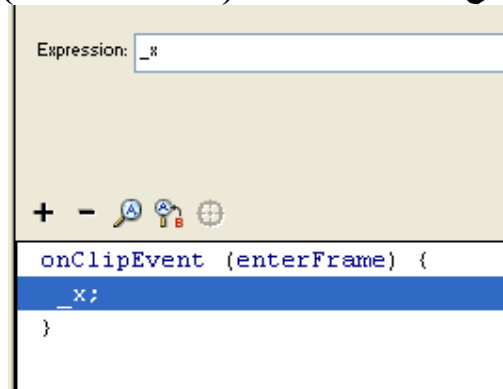 Expression: _x
onClipEvent (enterFrame) {
_x;
}